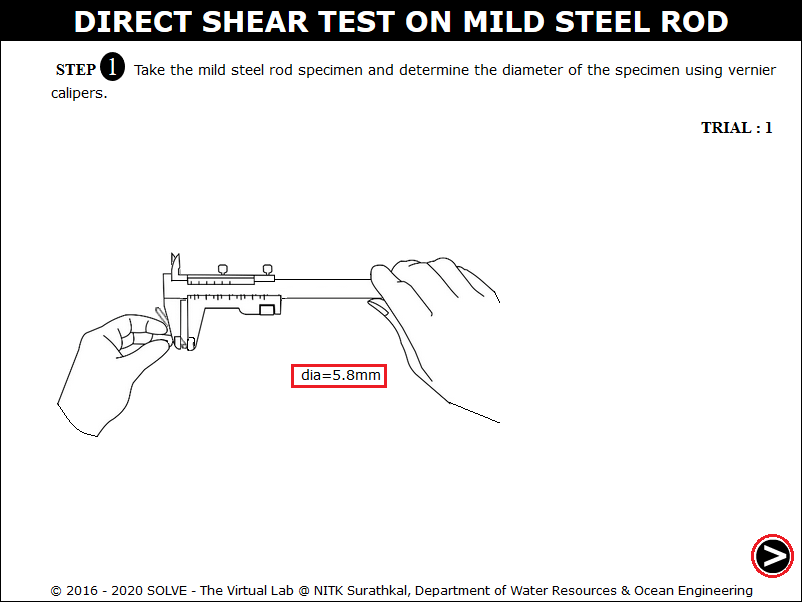 DIRECT SHEAR TEST ON MILD STEEL ROD
STEP 1 Take the mild steel rod specimen and determine the diameter of the specimen using vernier
calipers.
TRIAL : 1
dia=5.8mm
>
© 2016 - 2020 SOLVE - The Virtual Lab @ NITK Surathkal, Department of Water Resources & Ocean Engineering